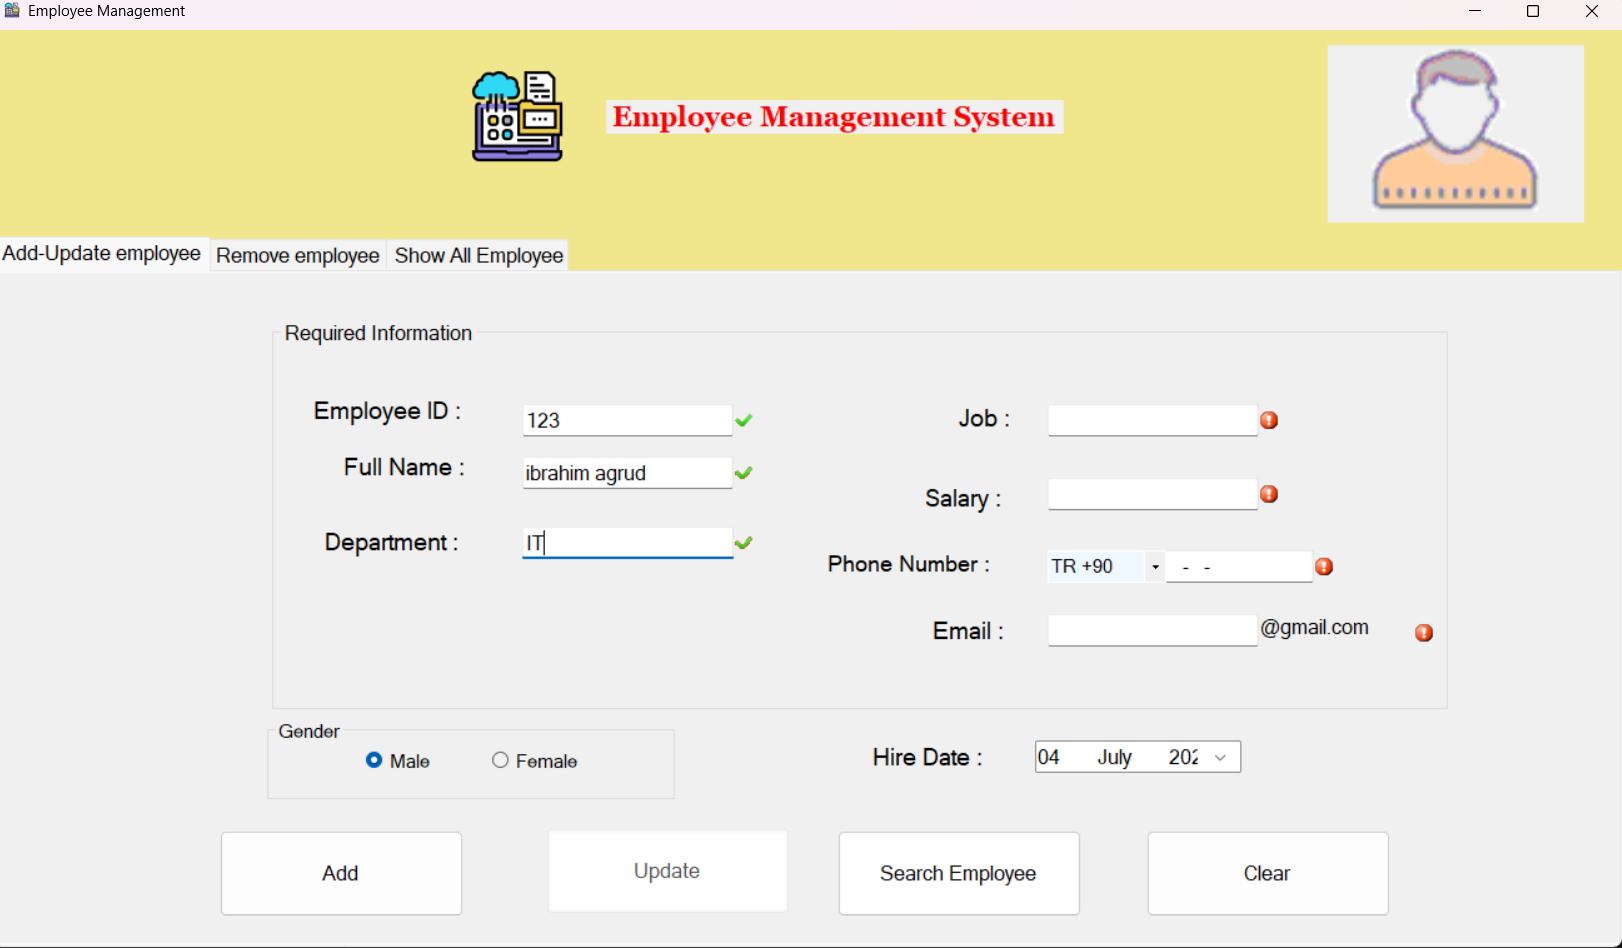 Employee Management
Employee Management System
Add-Update employee
Remove employee
Show All Employee
Required Information
Employee ID :
123
Full Name :
ibrahim agrud
Department :
IT
Job :
Salary :
Phone Number :
TR +90
- -
Email :
@gmail.com
Gender
Male
Female
Hire Date :
04 July 202
Add
Update
Search Employee
Clear